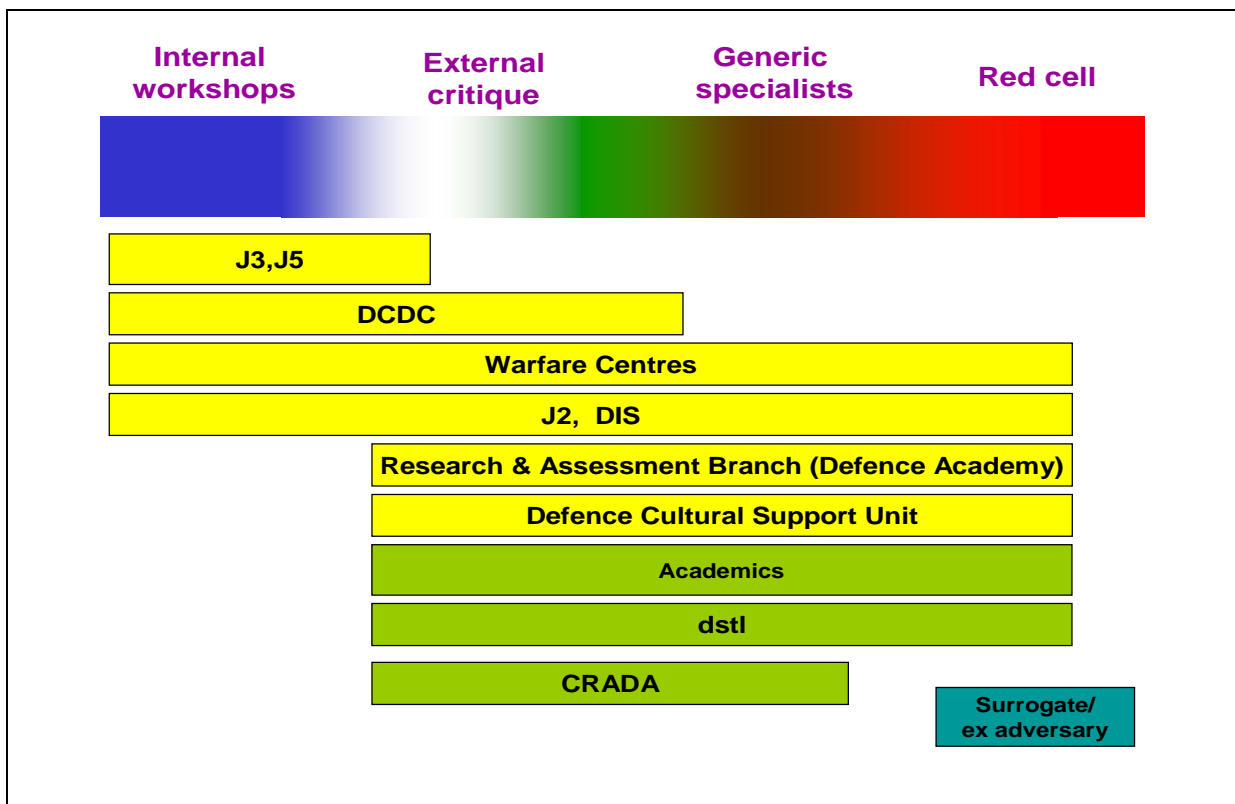 Internal
workshops
External
critique
Generic
specialists
Red cell
J3,J5
DCDC
Warfare Centres
J2, DIS
Research & Assessment Branch (Defence Academy)
Defence Cultural Support Unit
Academics
dstl
CRADA
Surrogate/
ex adversary